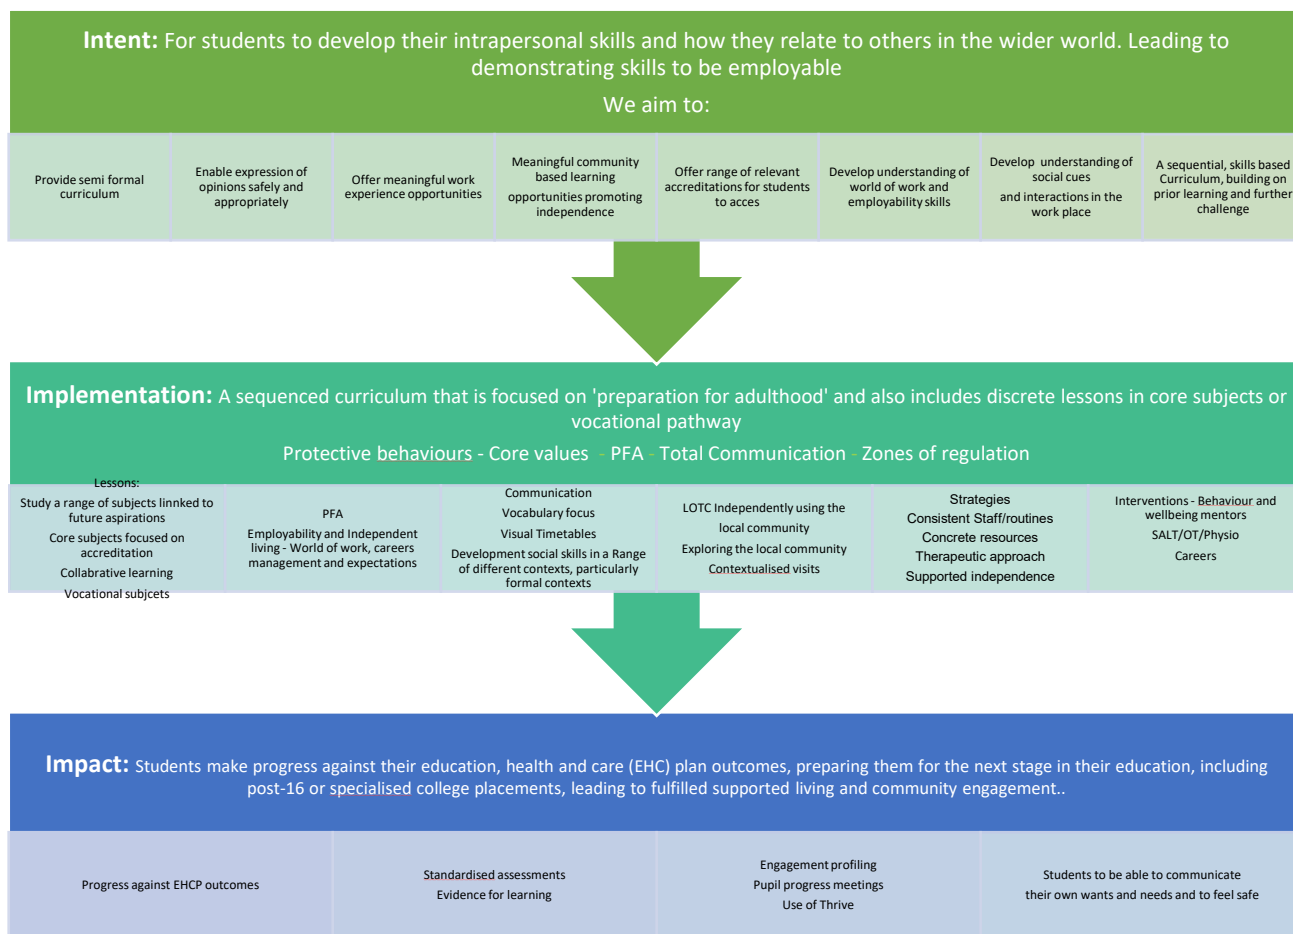 Intent: For students to develop their intrapersonal skills and how they relate to others in the wider world. Leading to
demonstrating skills to be employable
We aim to:
Provide semi formal
curriculum
Enable expression of
opinions safely and
appropriately
Offer meaningful work
experience opportunities
Meaningful community
based learning
opportunities promoting
independence
Offer range of relevant
accreditations for students
to acces
Develop understanding of
world of work and
employability skills
Develop understanding of
social cues
and interactions in the
work place
A sequential, skills based
Curriculum, building on
prior learning and further
challenge
Implementation: A sequenced curriculum that is focused on 'preparation for adulthood' and also includes discrete lessons in core subjects or
vocational pathway
Protective behaviours - Core values - PFA - Total Communication - Zones of regulation
Lessons:
Study a range of subjects linnked to
future aspirations
Core subjects focused on
accreditation
Collabrative learning
Vocational subjcets
PFA
Employability and Independent
living - World of work, careers
management and expectations
Communication
Vocabulary focus
Visual Timetables
Development social skills in a Range
of different contexts, particularly
formal contexts
LOTC Independently using the
local community
Exploring the local community
Contextualised visits
Strategies
Consistent Staff/routines
Concrete resources
Therapeutic approach
Supported independence
Interventions - Behaviour and
wellbeing mentors
SALT/OT/Physio
Careers
Impact: Students make progress against their education, health and care (EHC) plan outcomes, preparing them for the next stage in their education, including
post-16 or specialised college placements, leading to fulfilled supported living and community engagement..
Progress against EHCP outcomes
Standardised assessments
Evidence for learning
Engagement profiling
Pupil progress meetings
Use of Thrive
Students to be able to communicate
their own wants and needs and to feel safe